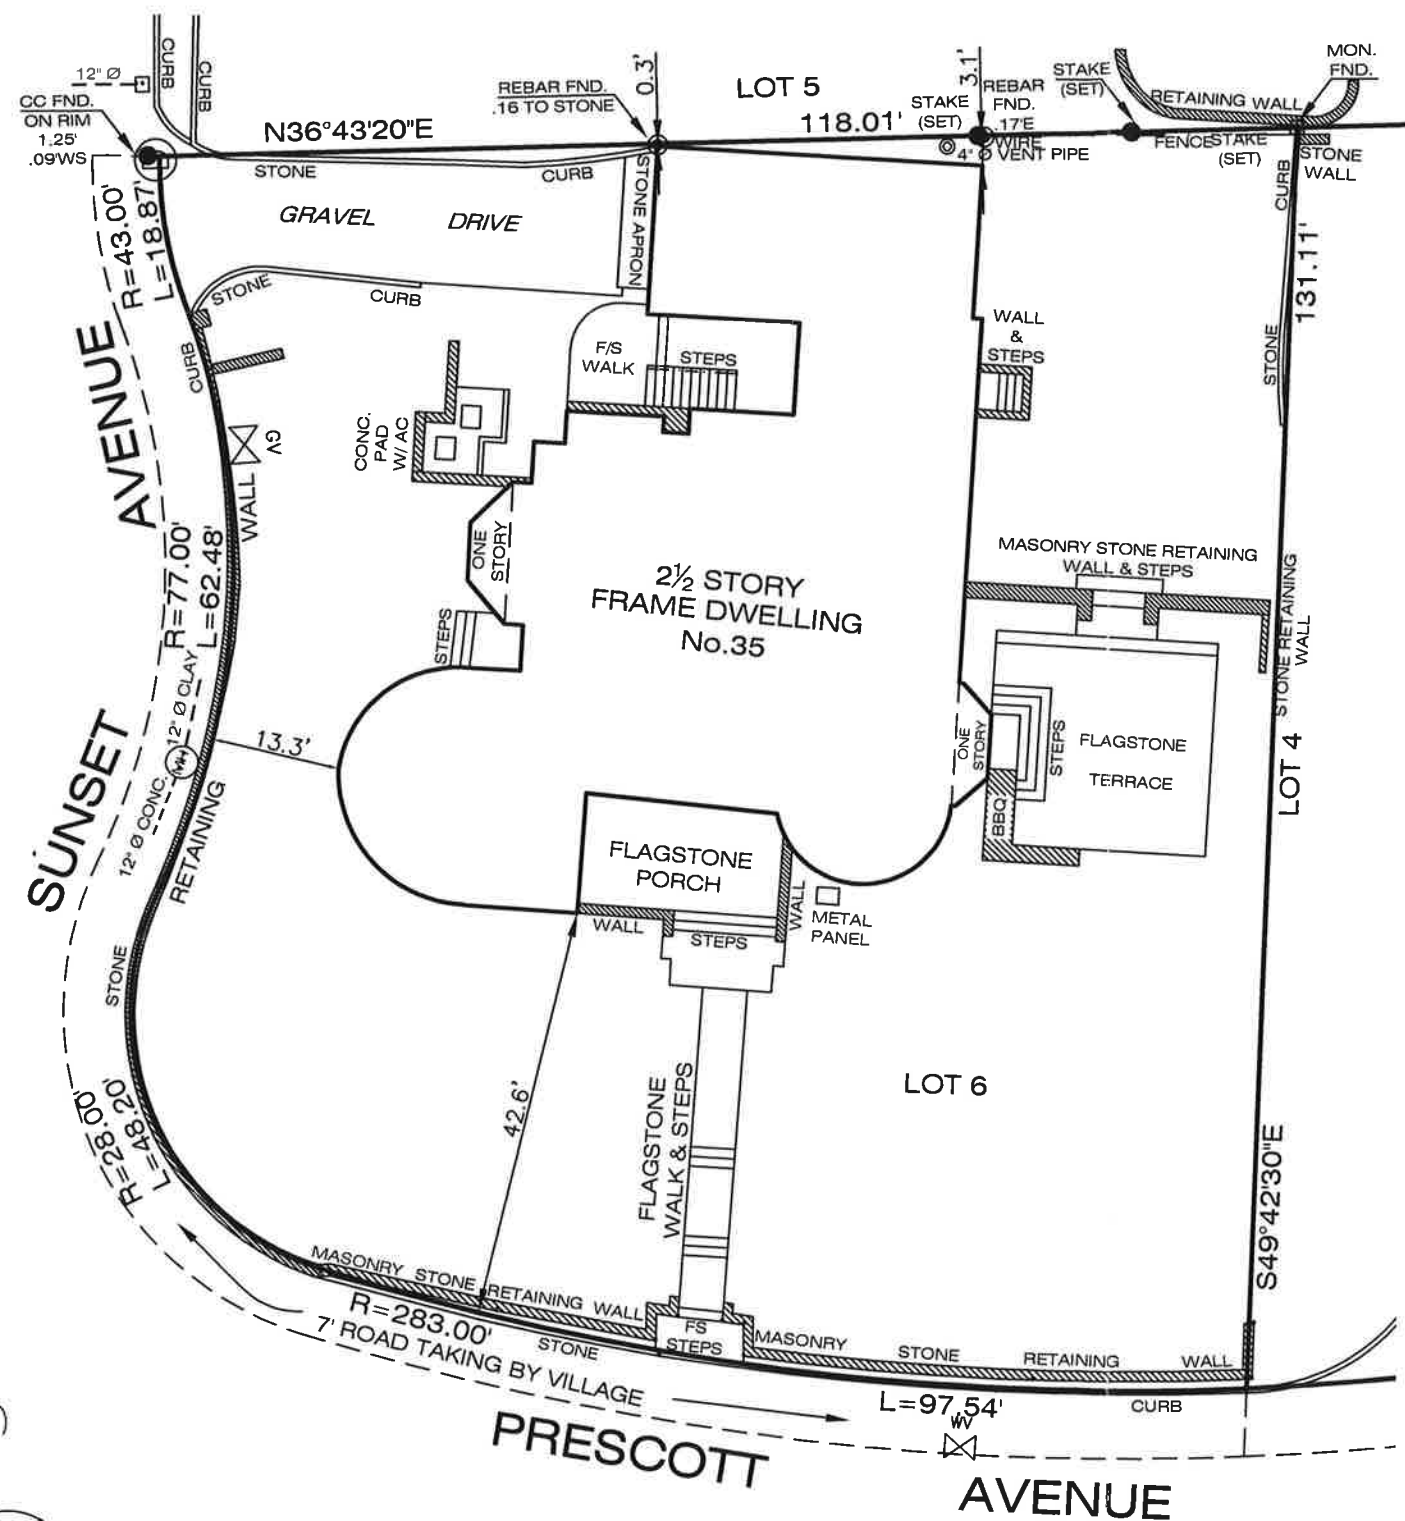 CURB
CURB
12" Ø
CC FND.
ON RIM
1.25'
.09'WS
N36°43'20"E
REBAR FND.
.16 TO STONE
0.3'
LOT 5
118.01'
STAKE
(SET)
3.1'
REBAR
FND.
.17'E
WIRE
4" Ø VENT PIPE
STAKE
(SET)
RETAINING WALL
MON.
FND.
FENCE
STAKE
(SET)
STONE
WALL
STONE
CURB
GRAVEL DRIVE
STONE APRON
R=43.00'
L=18.87'
STONE
CURB
CURB
F/S
WALK
STEPS
WALL
&
STEPS
CURB
STONE
131.11'
AVENUE
GV
WALL
CONC.
PAD
W/ AC
ONE
STORY
R=77.00'
L=62.48'
2½ STORY
FRAME DWELLING
No.35
MASONRY STONE RETAINING
WALL & STEPS
STONE RETAINING
WALL
STEPS
12" Ø CLAY
MH
12" Ø CONC.
13.3'
SUNSET
RETAINING
ONE
STORY
STEPS
FLAGSTONE
TERRACE
BBQ
LOT 4
FLAGSTONE
PORCH
WALL
STEPS
WALL
METAL
PANEL
STONE
42.6'
FLAGSTONE
WALK & STEPS
LOT 6
R=28.00'
L=48.20'
S49°42'30"E
MASONRY STONE RETAINING WALL
R=283.00'
7' ROAD TAKING BY VILLAGE
STONE
FS
STEPS
MASONRY STONE RETAINING WALL
L=97.54'
WV
CURB
PRESCOTT
AVENUE